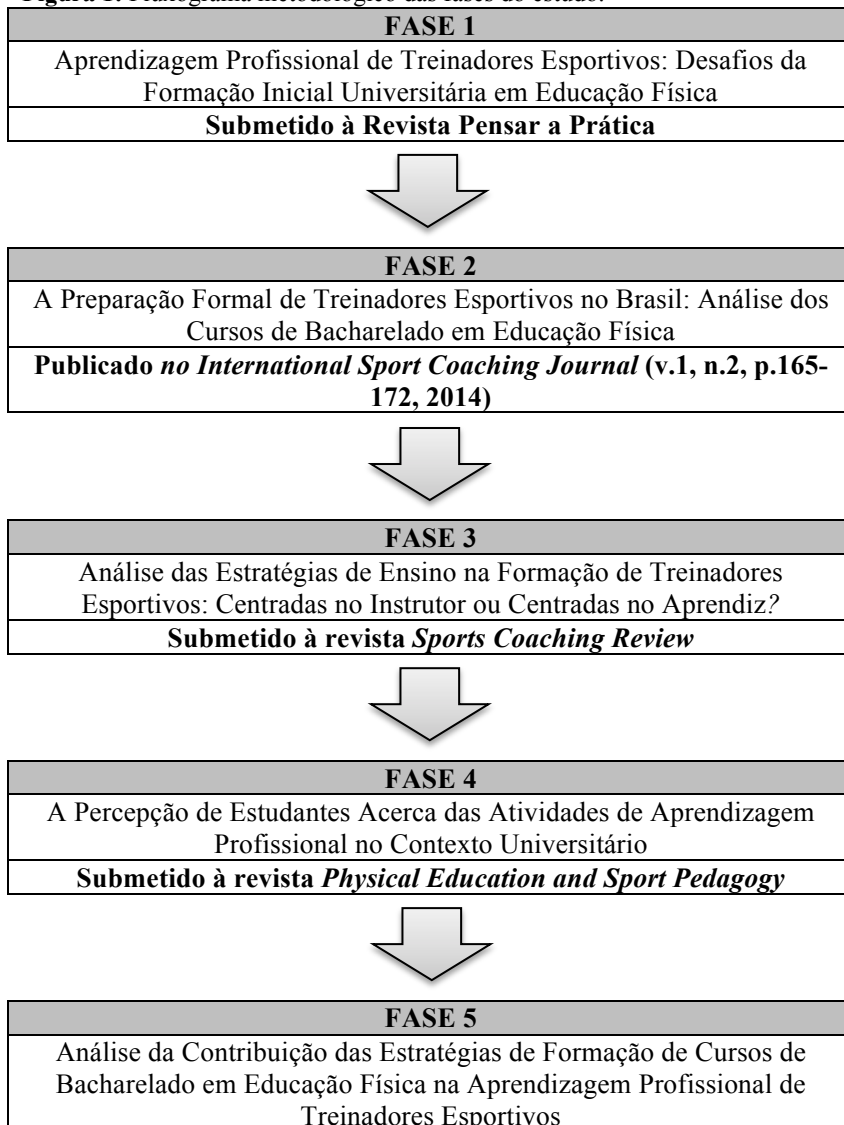 Figura 1. Fluxograma metodológico das fases do estudo.
FASE 1
Aprendizagem Profissional de Treinadores Esportivos: Desafios da
Formação Inicial Universitária em Educação Física
Submetido à Revista Pensar a Prática
FASE 2
A Preparação Formal de Treinadores Esportivos no Brasil: Análise dos
Cursos de Bacharelado em Educação Física
Publicado no International Sport Coaching Journal (v.1, n.2, p.165-
172, 2014)
FASE 3
Análise das Estratégias de Ensino na Formação de Treinadores
Esportivos: Centradas no Instrutor ou Centradas no Aprendiz?
Submetido à revista Sports Coaching Review
FASE 4
A Percepção de Estudantes Acerca das Atividades de Aprendizagem
Profissional no Contexto Universitário
Submetido à revista Physical Education and Sport Pedagogy
FASE 5
Análise da Contribuição das Estratégias de Formação de Cursos de
Bacharelado em Educação Física na Aprendizagem Profissional de
Treinadores Esportivos